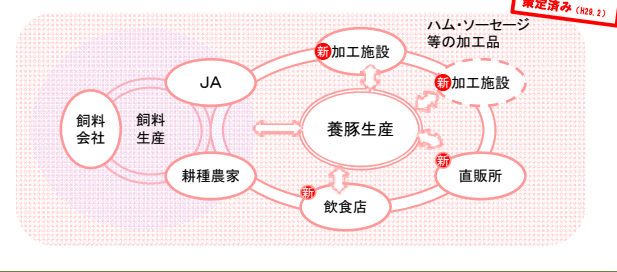 策定済み（H29.2）
ハム・ソーセージ
等の加工品
新
加工施設
新
加工施設
JA
飼料
会社
飼料
生産
養豚生産
耕種農家
新
飲食店
新
直販所